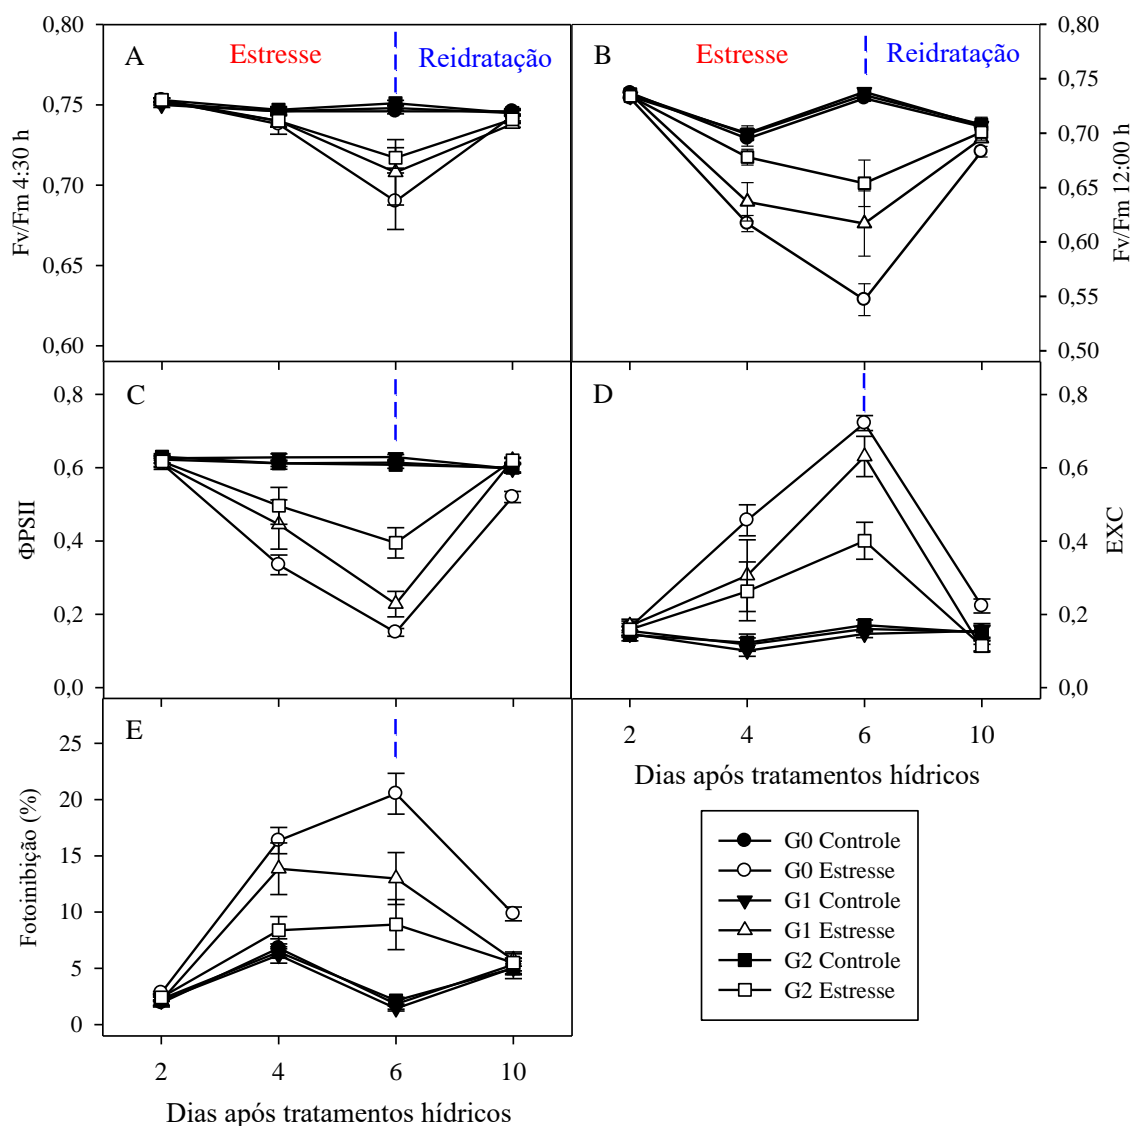 A
Estresse
Reidratação
Fv/Fm 4:30 h
0,80
0,75
0,70
0,65
0,60
B
Estresse
Reidratação
Fv/Fm 12:00 h
0,80
0,75
0,70
0,65
0,60
0,55
0,50
C
ΦPSII
0,8
0,6
0,4
0,2
0,0
D
EXC
0,8
0,6
0,4
0,2
0,0
2 4 6 10
Dias após tratamentos hídricos
E
Fotoinibição (%)
25
20
15
10
5
0
2 4 6 10
Dias após tratamentos hídricos
G0 Controle
G0 Estresse
G1 Controle
G1 Estresse
G2 Controle
G2 Estresse